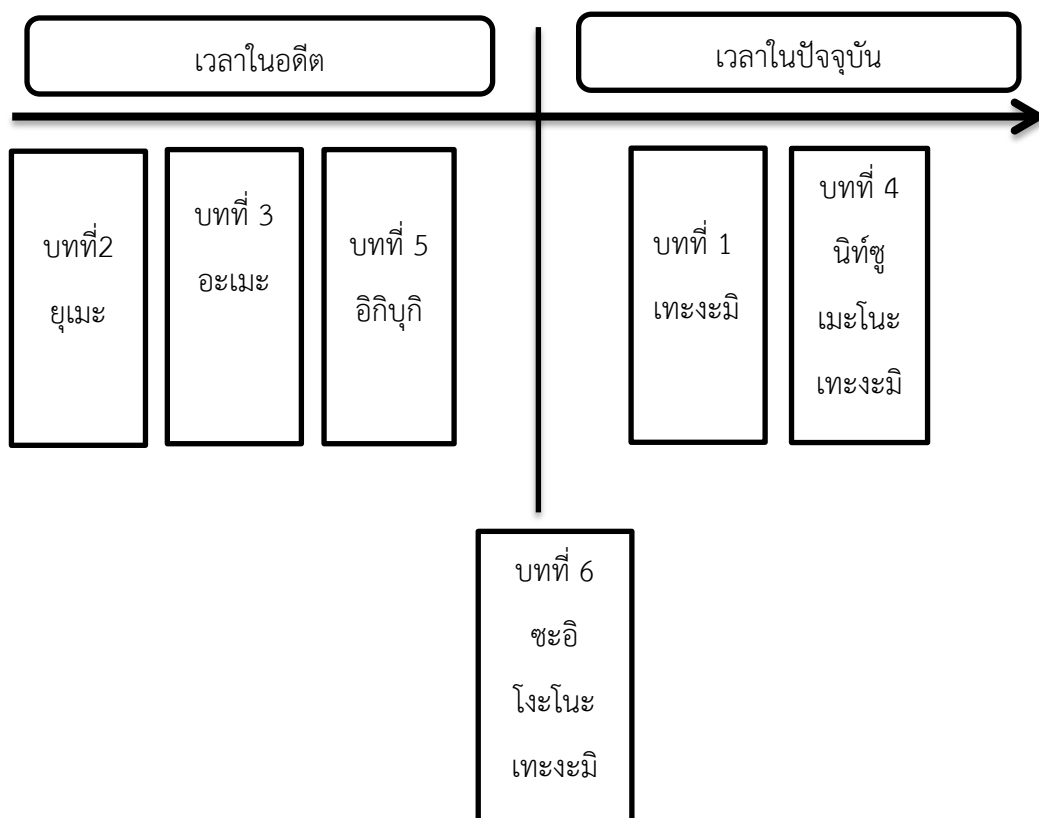 เวลาในอดีต
เวลาในปัจจุบัน
บทที่2
ยุเมะ
บทที่ 3
อะเมะ
บทที่ 5
อิกิบุกิ
บทที่ 1
เทะงะมิ
บทที่ 4
นิท์ซู
เมะโนะ
เทะงะมิ
บทที่ 6
ซะอิ
โงะโนะ
เทะงะมิ